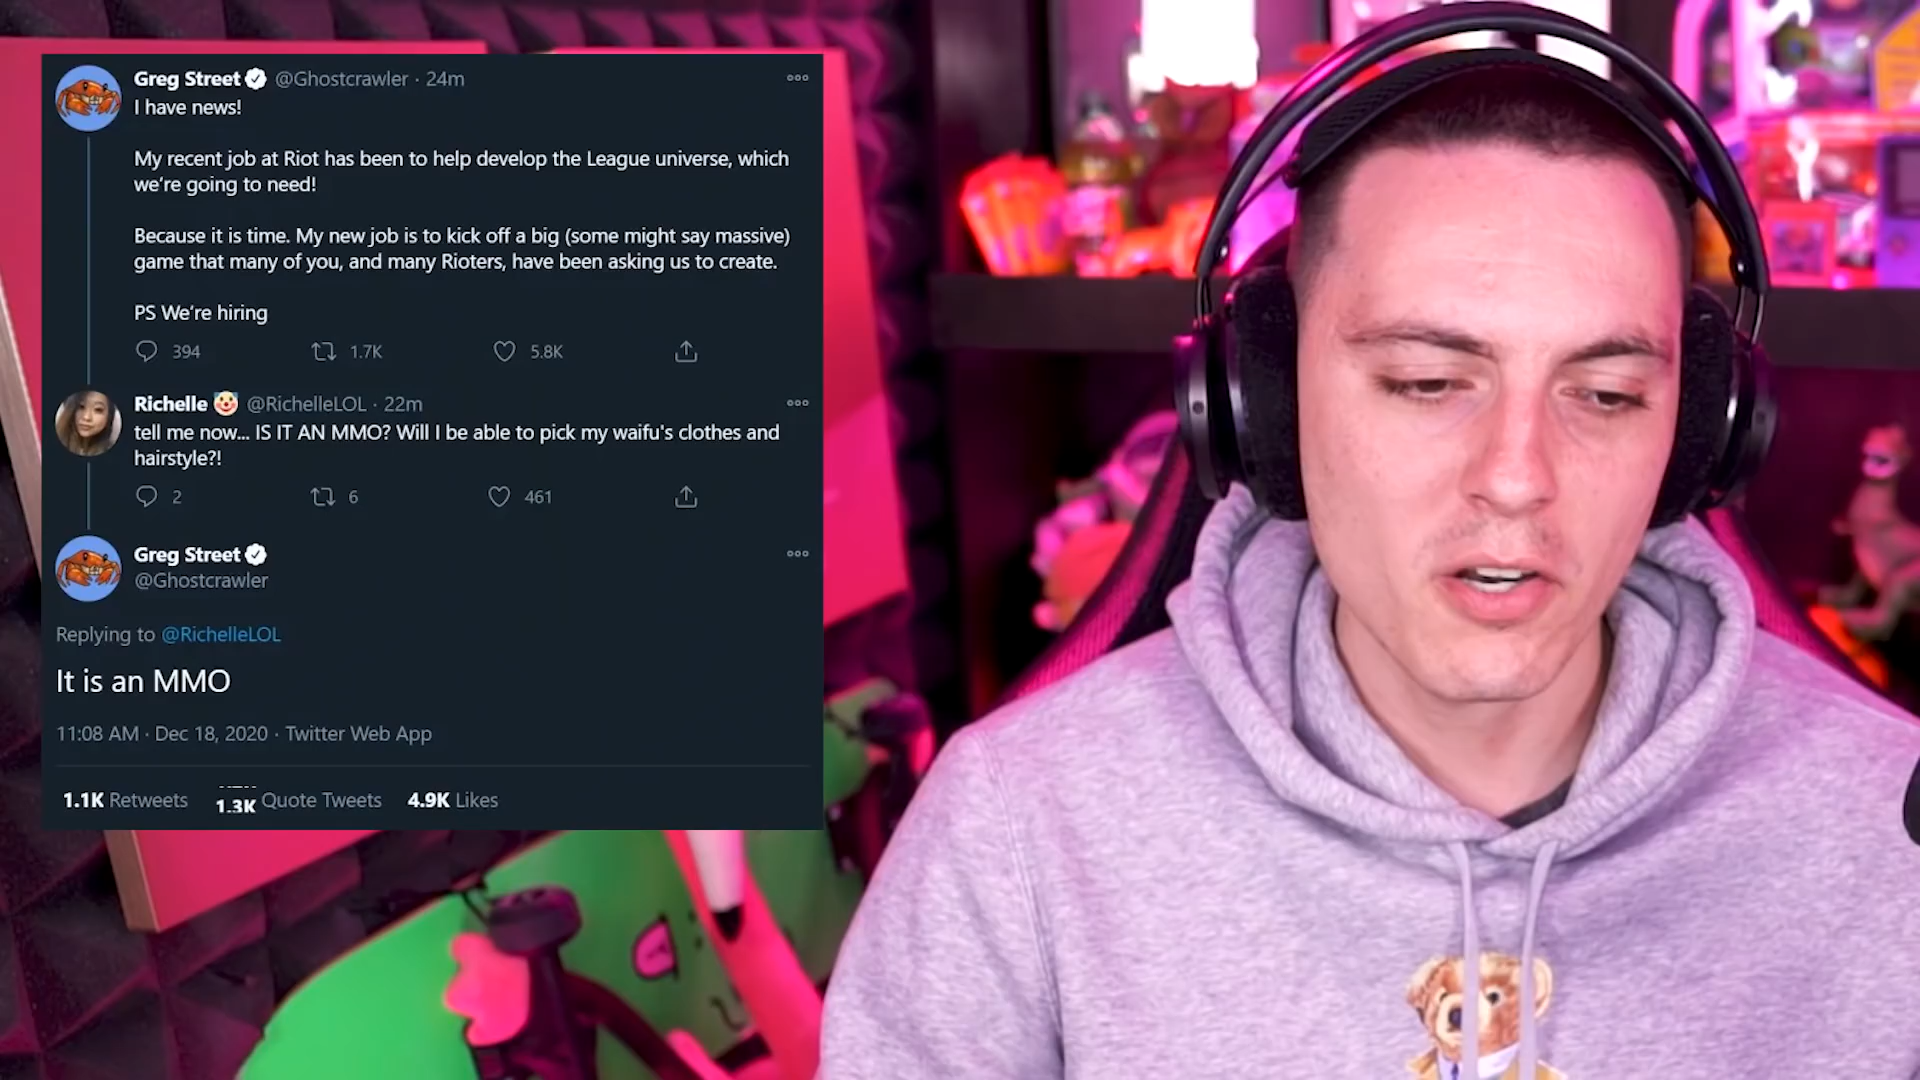 Greg Street @Ghostcrawler · 24m
I have news!
My recent job at Riot has been to help develop the League universe, which
we're going to need!
Because it is time. My new job is to kick off a big (some might say massive)
game that many of you, and many Rioters, have been asking us to create.
PS We're hiring
394 1.7K 5.8K
Richelle 🤡 @RichelleLOL · 22m
tell me now... IS IT AN MMO? Will I be able to pick my waifu's clothes and
hairstyle?!
2 6 461
Greg Street
@Ghostcrawler
Replying to @RichelleLOL
It is an MMO
11:08 AM · Dec 18, 2020 · Twitter Web App
1.1K Retweets 1.3K Quote Tweets 4.9K Likes